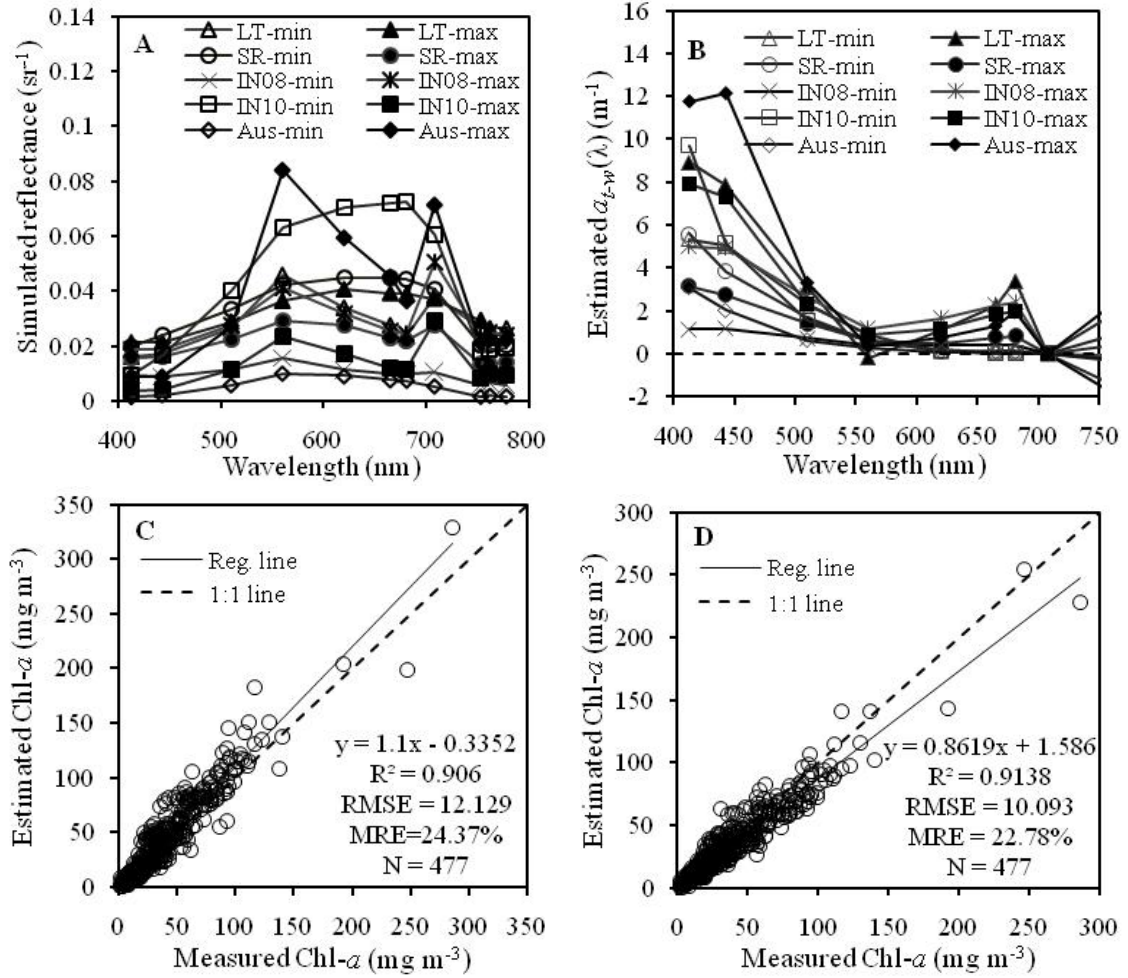 A
LT-min
LT-max
SR-min
SR-max
IN08-min
IN08-max
IN10-min
IN10-max
Aus-min
Aus-max
Simulated reflectance (sr⁻¹)
0.14
0.12
0.1
0.08
0.06
0.04
0.02
0
400 500 600 700 800
Wavelength (nm)
B
LT-min
LT-max
SR-min
SR-max
IN08-min
IN08-max
IN10-min
IN10-max
Aus-min
Aus-max
Estimated a_{t-w}(λ) (m⁻¹)
16
14
12
10
8
6
4
2
0
-2
400 450 500 550 600 650 700 750
Wavelength (nm)
C
Reg. line
1:1 line
y = 1.1x - 0.3352
R² = 0.906
RMSE = 12.129
MRE=24.37%
N = 477
Estimated Chl-a (mg m⁻³)
350
300
250
200
150
100
50
0
0 50 100 150 200 250 300 350
Measured Chl-a (mg m⁻³)
D
Reg. line
1:1 line
y = 0.8619x + 1.586
R² = 0.9138
RMSE = 10.093
MRE = 22.78%
N = 477
Estimated Chl-a (mg m⁻³)
300
250
200
150
100
50
0
0 50 100 150 200 250 300
Measured Chl-a (mg m⁻³)